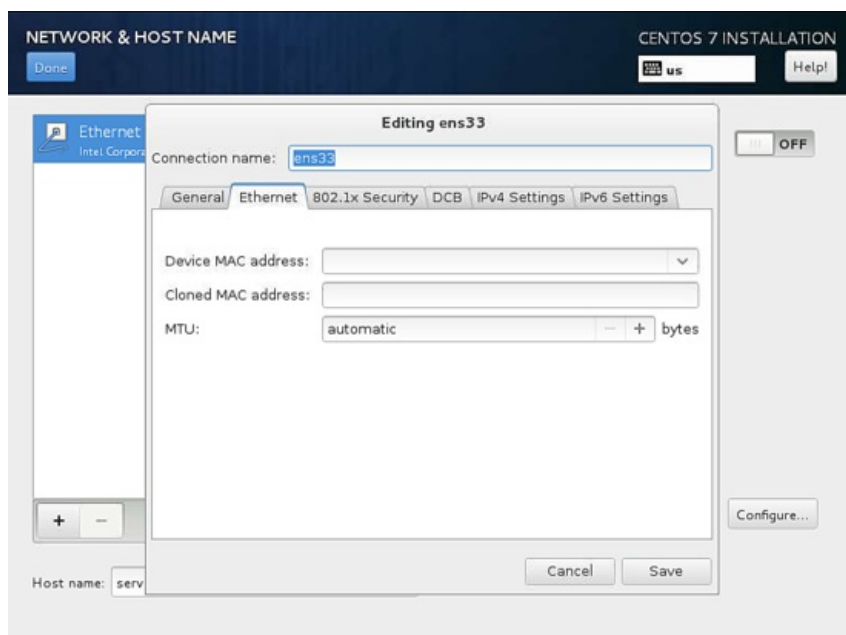 NETWORK & HOST NAME
CENTOS 7 INSTALLATION
Done
us
Help!
Editing ens33
Ethernet
Intel Corpora
OFF
Connection name: ens33
General Ethernet 802.1x Security DCB IPv4 Settings IPv6 Settings
Device MAC address:
Cloned MAC address:
MTU: automatic - + bytes
+ -
Configure...
Cancel Save
Host name: serv